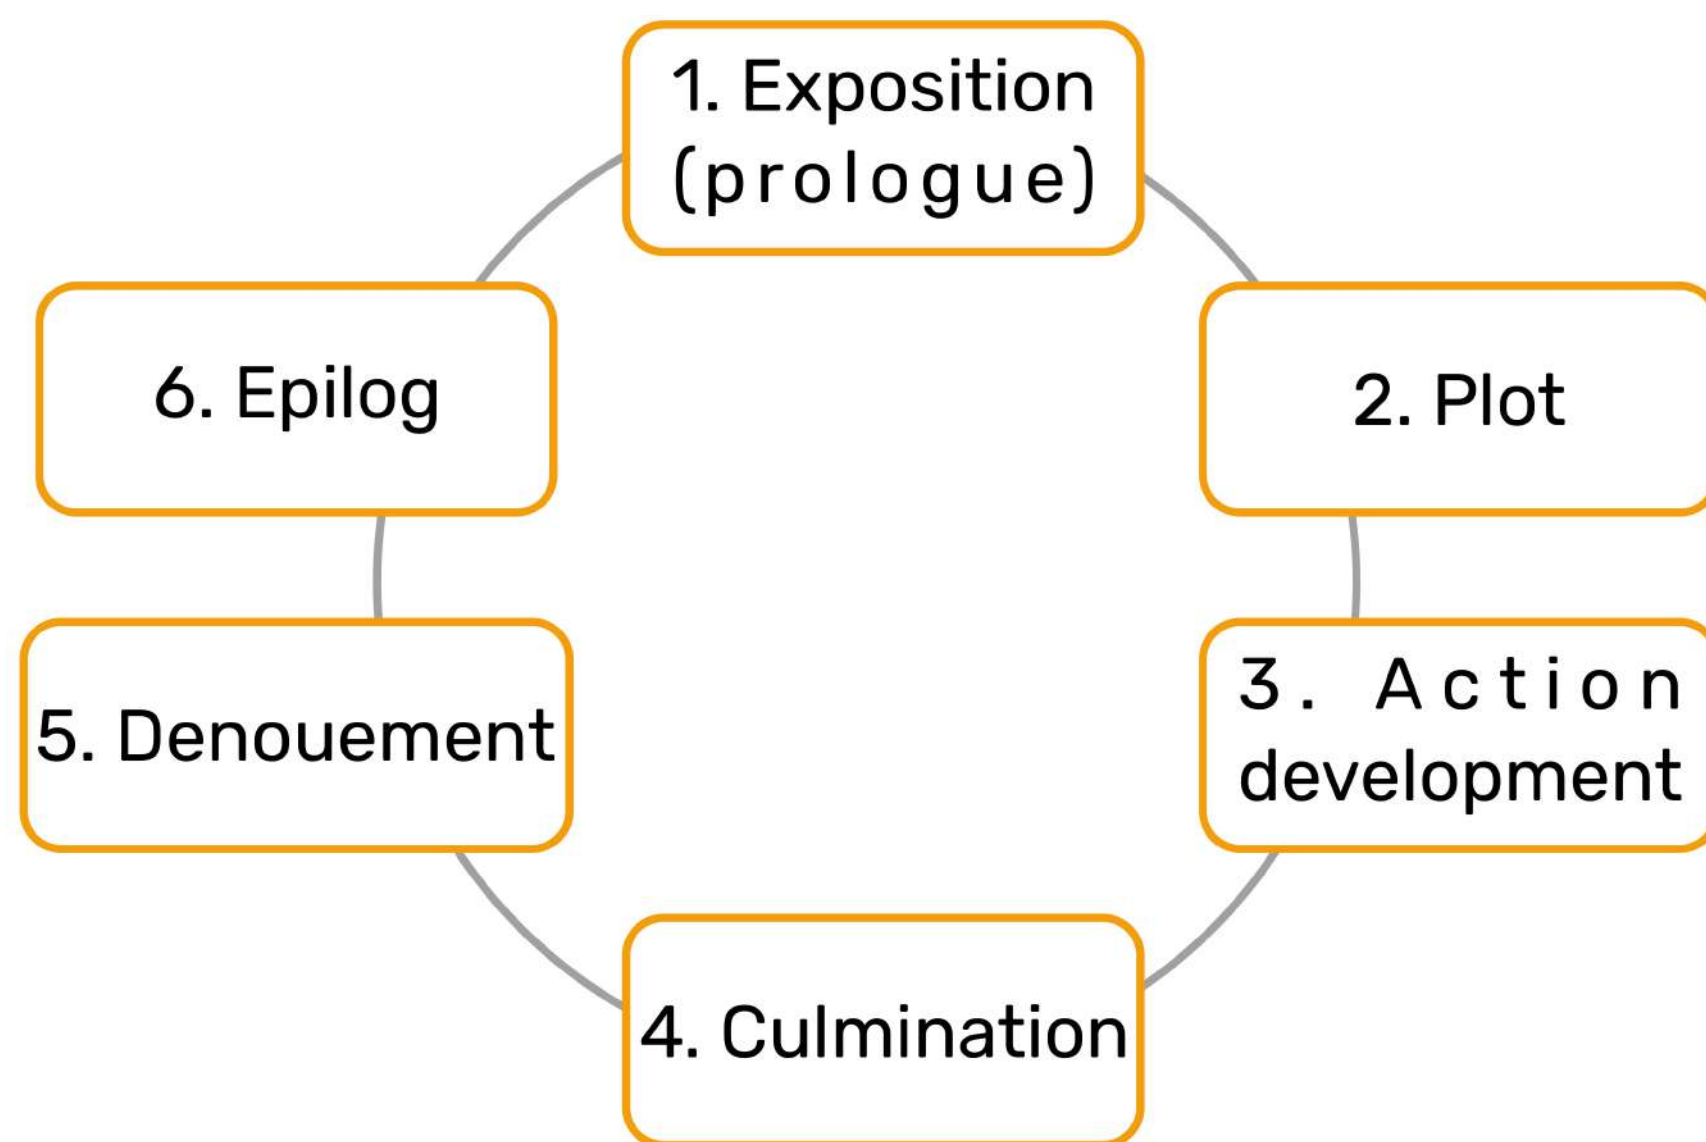 1. Exposition
(prologue)
2. Plot
3. Action
development
4. Culmination
5. Denouement
6. Epilog